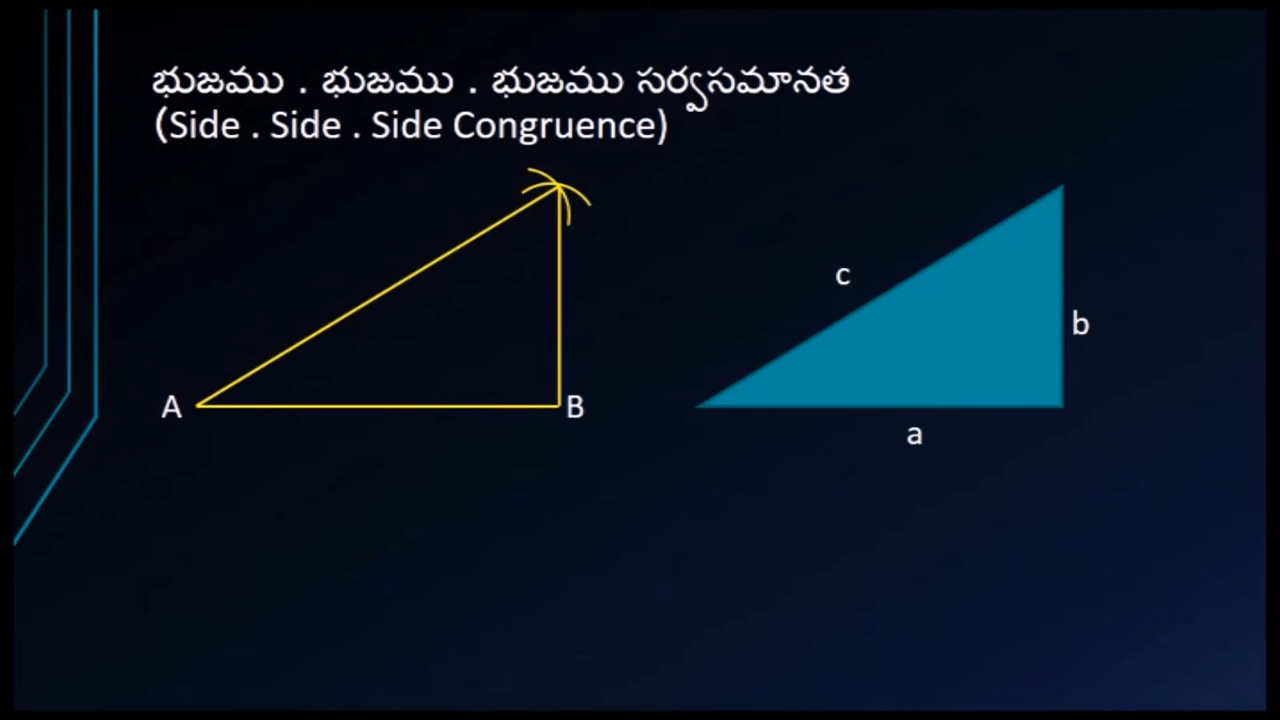 భుజము . భుజము . భుజము సర్వసమానత
(Side . Side . Side Congruence)
c
b
A
B
a